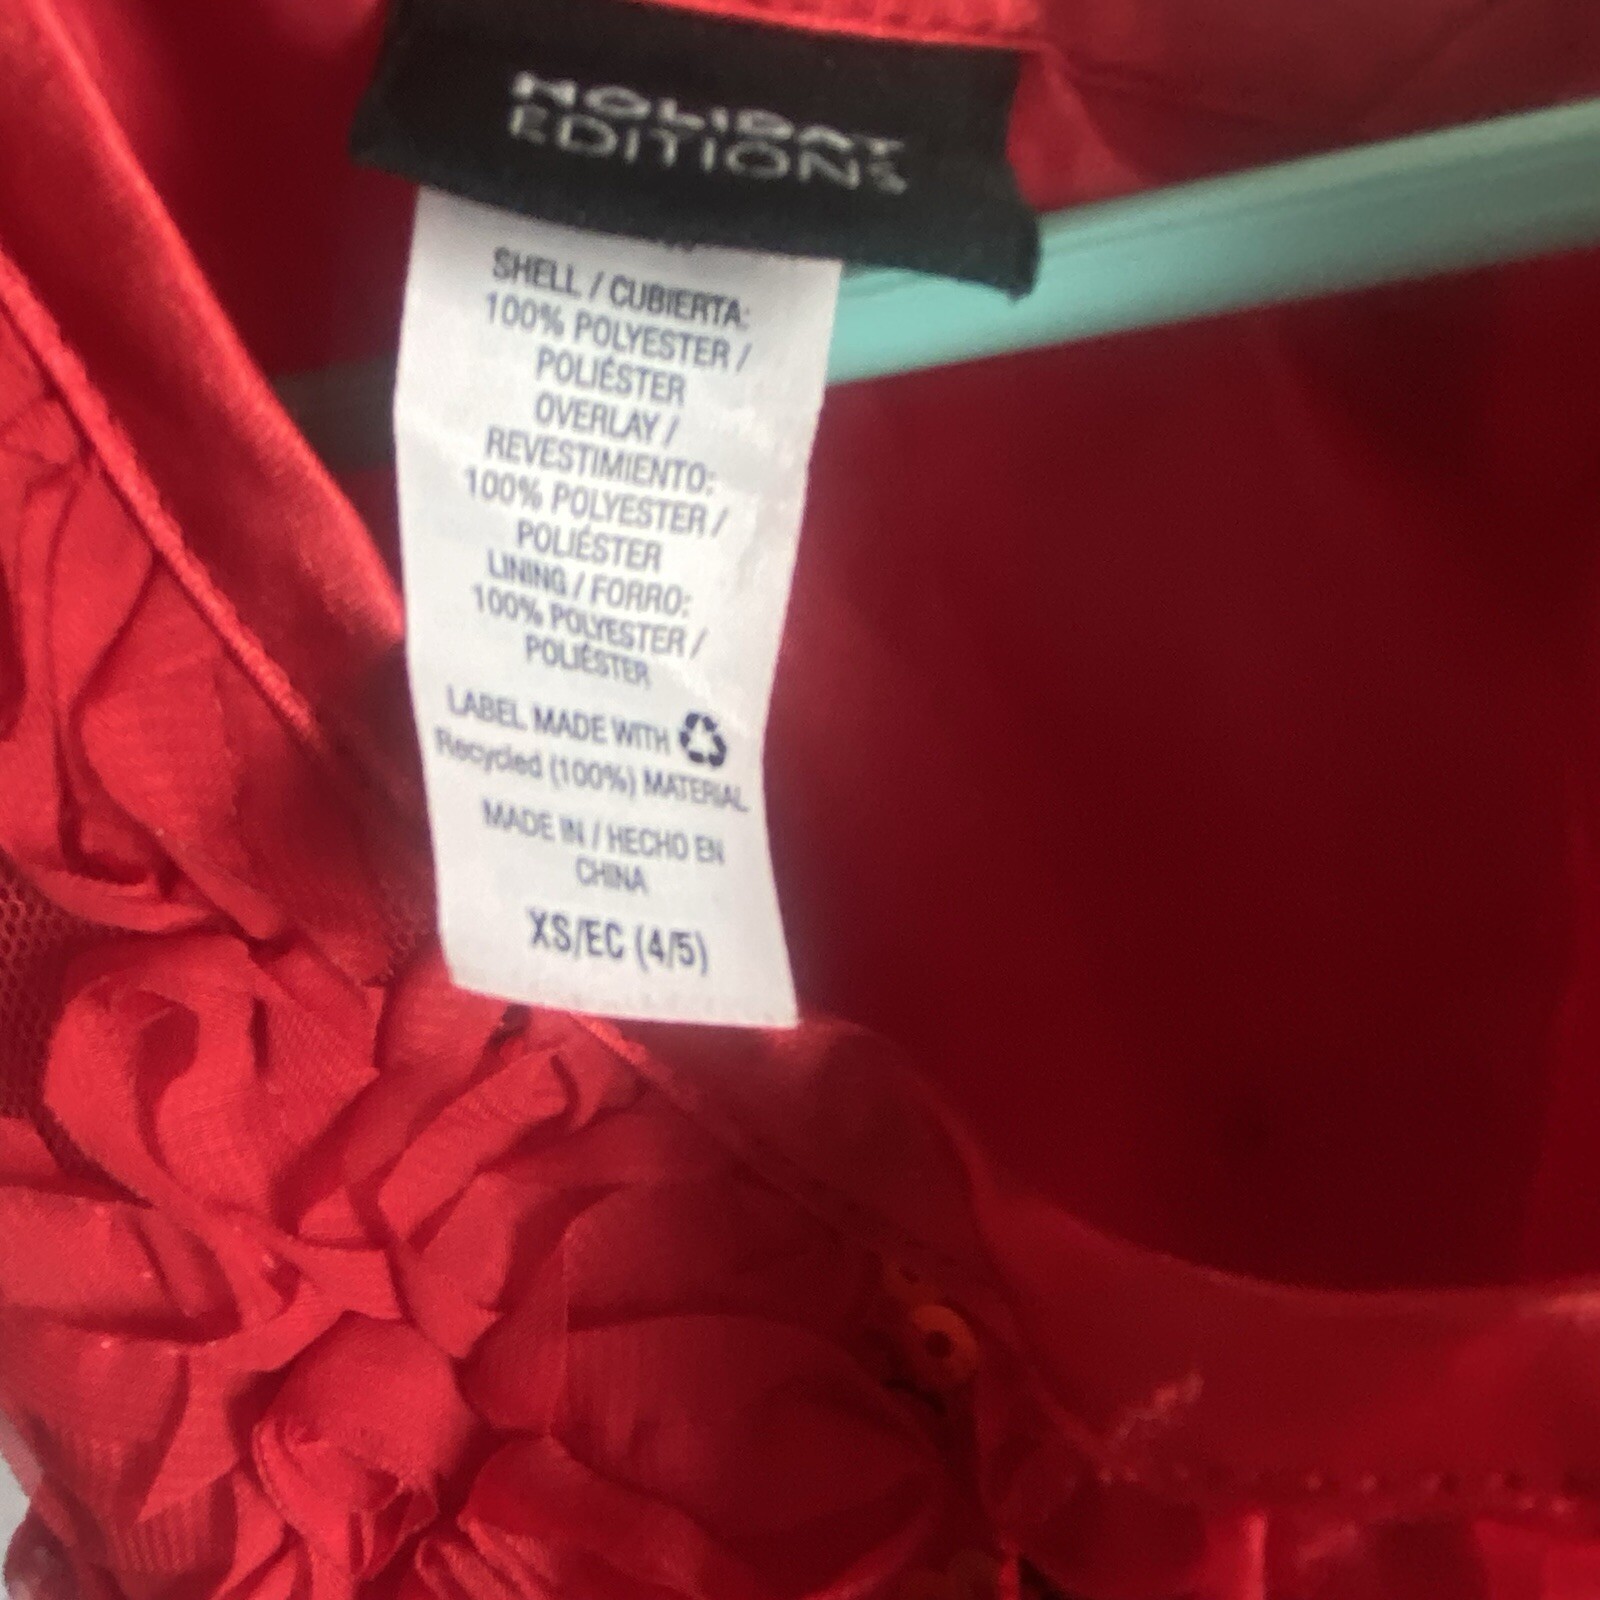 HOLIDAY
EDITIONS
SHELL / CUBIERTA:
100% POLYESTER /
POLIÉSTER
OVERLAY /
REVESTIMIENTO:
100% POLYESTER /
POLIÉSTER
LINING / FORRO:
100% POLYESTER /
POLIÉSTER
LABEL MADE WITH
Recycled (100%) MATERIAL
MADE IN / HECHO EN
CHINA
XS/EC (4/5)